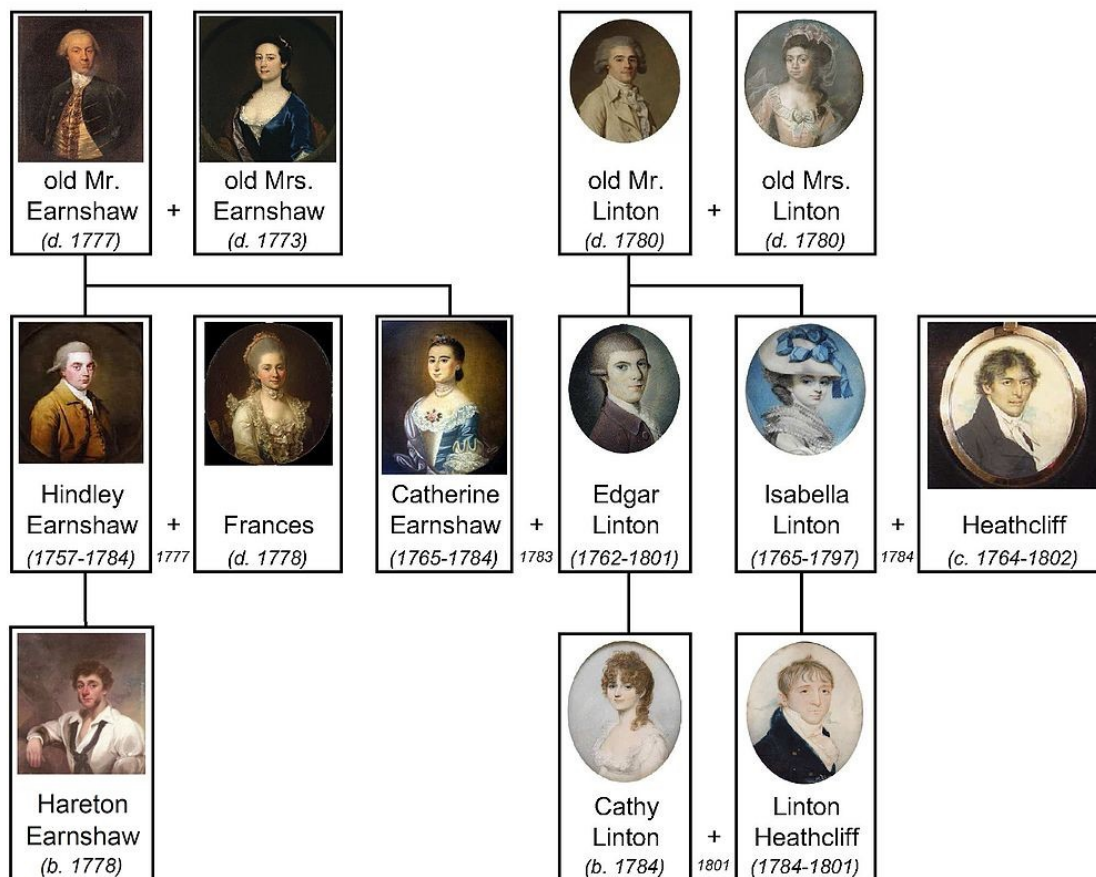 old Mr.
Earnshaw
(d. 1777)
+
old Mrs.
Earnshaw
(d. 1773)
old Mr.
Linton
(d. 1780)
+
old Mrs.
Linton
(d. 1780)
Hindley
Earnshaw
(1757-1784)
+
1777
Frances
(d. 1778)
Catherine
Earnshaw
(1765-1784)
+
1783
Edgar
Linton
(1762-1801)
Isabella
Linton
(1765-1797)
+
1784
Heathcliff
(c. 1764-1802)
Hareton
Earnshaw
(b. 1778)
Cathy
Linton
(b. 1784)
+
1801
Linton
Heathcliff
(1784-1801)